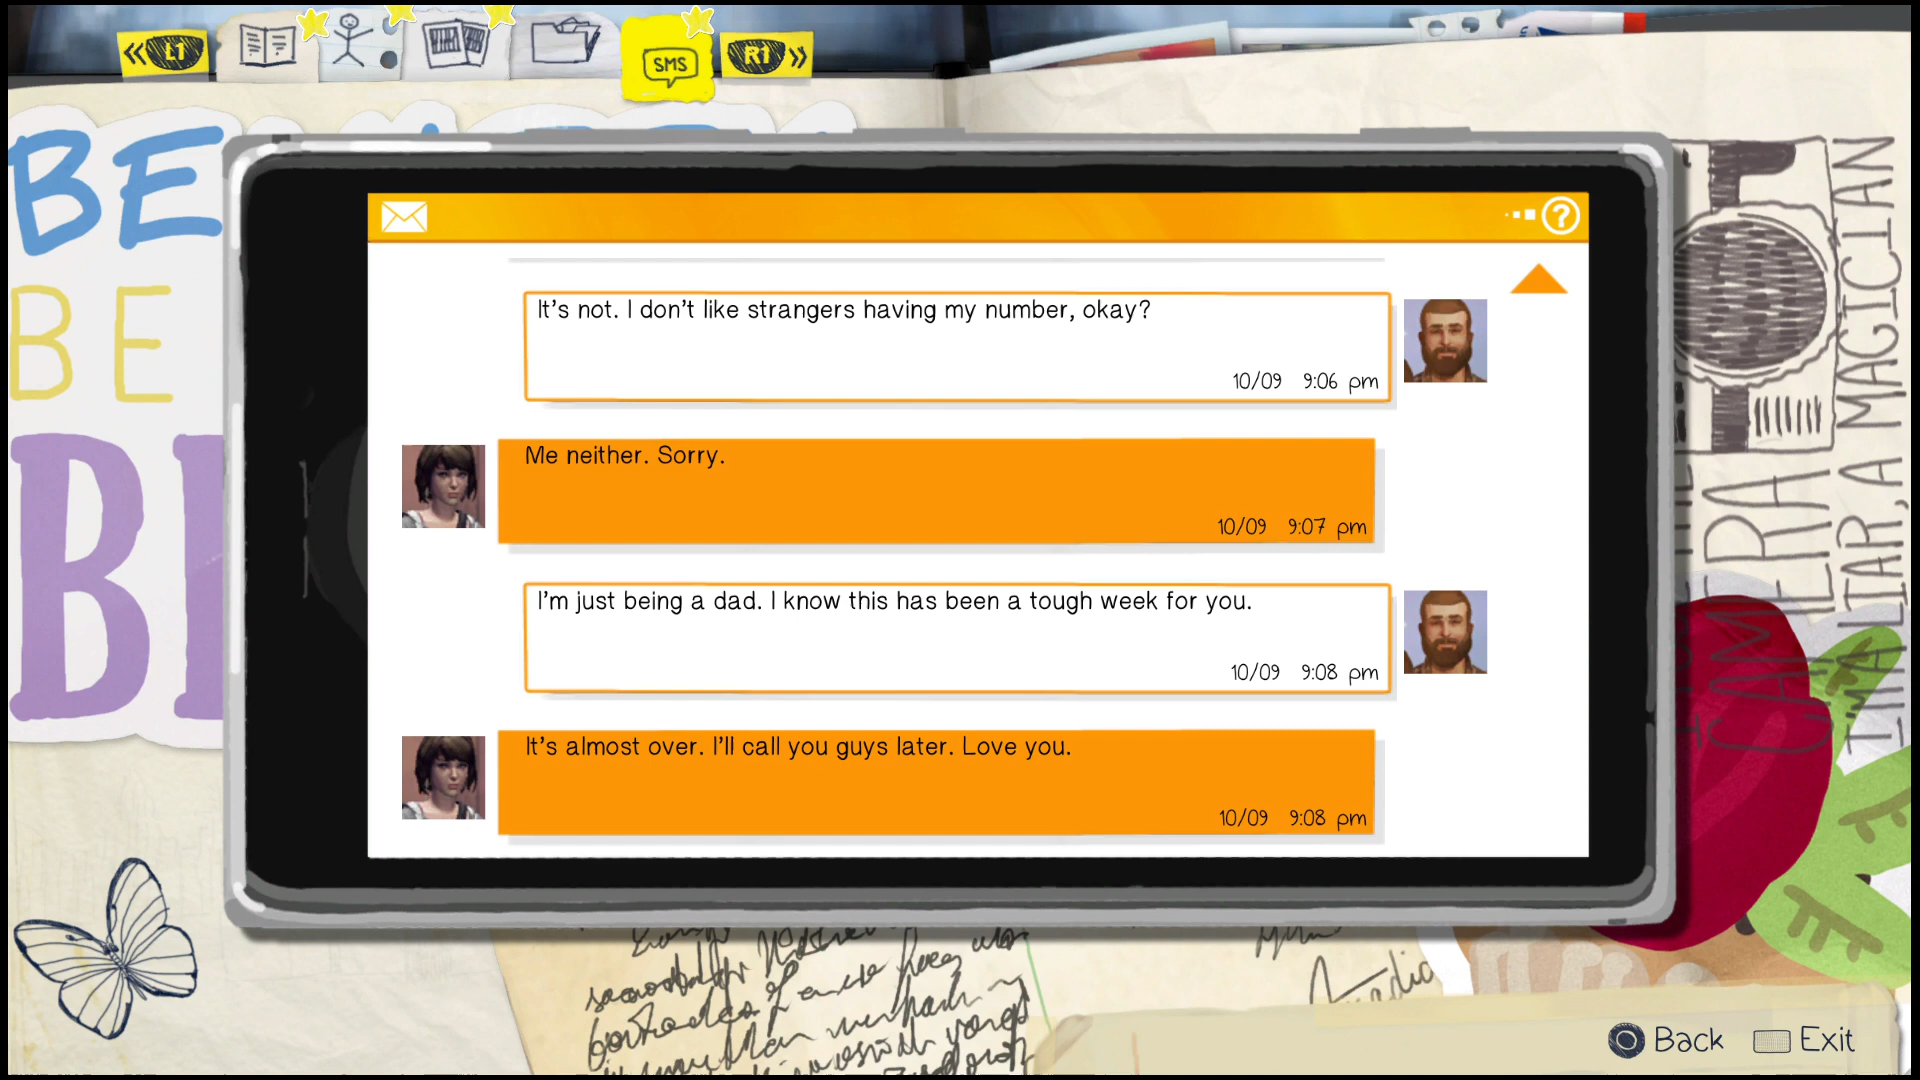 L1
SMS
R1
BE
BE
It's not. I don't like strangers having my number, okay?
10/09 9:06 pm
Me neither. Sorry.
10/09 9:07 pm
I'm just being a dad. I know this has been a tough week for you.
10/09 9:08 pm
It's almost over. I'll call you guys later. Love you.
10/09 9:08 pm
?
CAMERA
LIAR, A MAGICIAN
Back
Exit